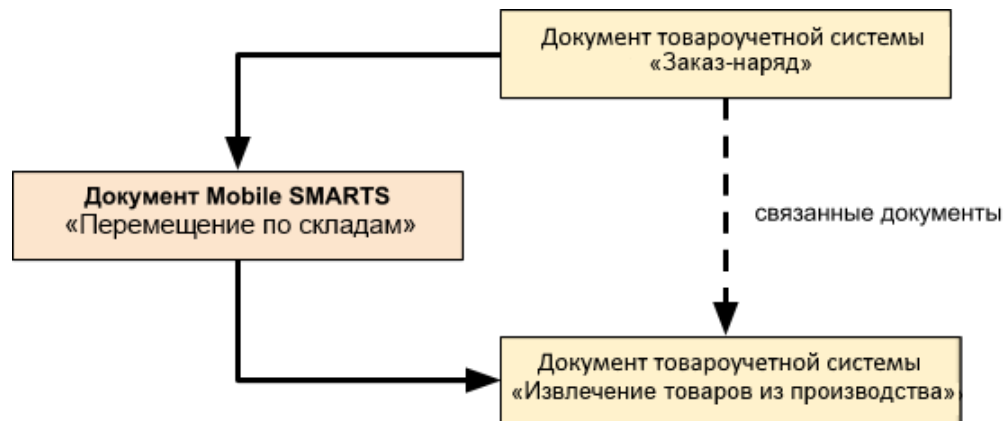 Документ товароучетной системы
«Заказ-наряд»
Документ Mobile SMARTS
«Перемещение по складам»
связанные документы
Документ товароучетной системы
«Извлечение товаров из производства»